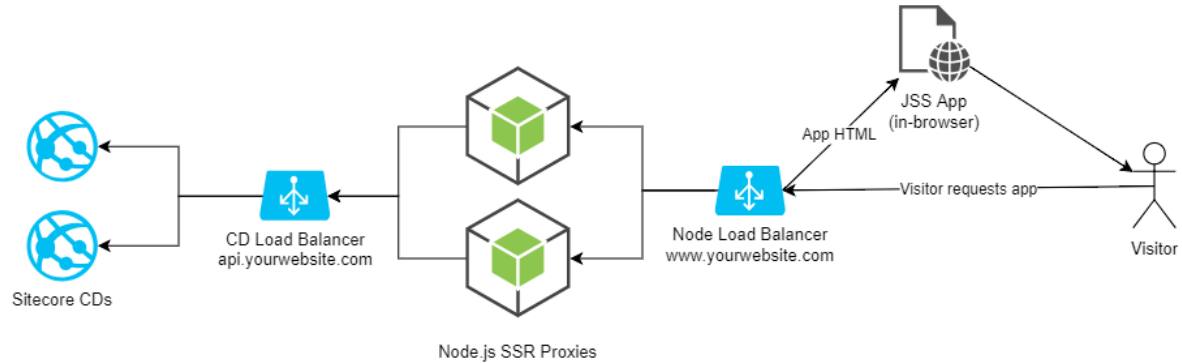 JSS App
(in-browser)
App HTML
Visitor requests app
CD Load Balancer
api.yourwebsite.com
Node Load Balancer
www.yourwebsite.com
Visitor
Sitecore CDs
Node.js SSR Proxies